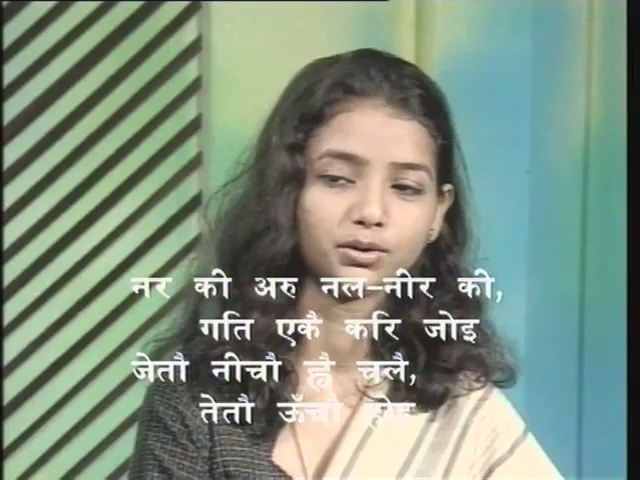 नर की अरु नल-नीर की,
गति एकै करि जोइ
जेतौ नीचौ ह्वै चलै,
तेतौ ऊँचौ होइ